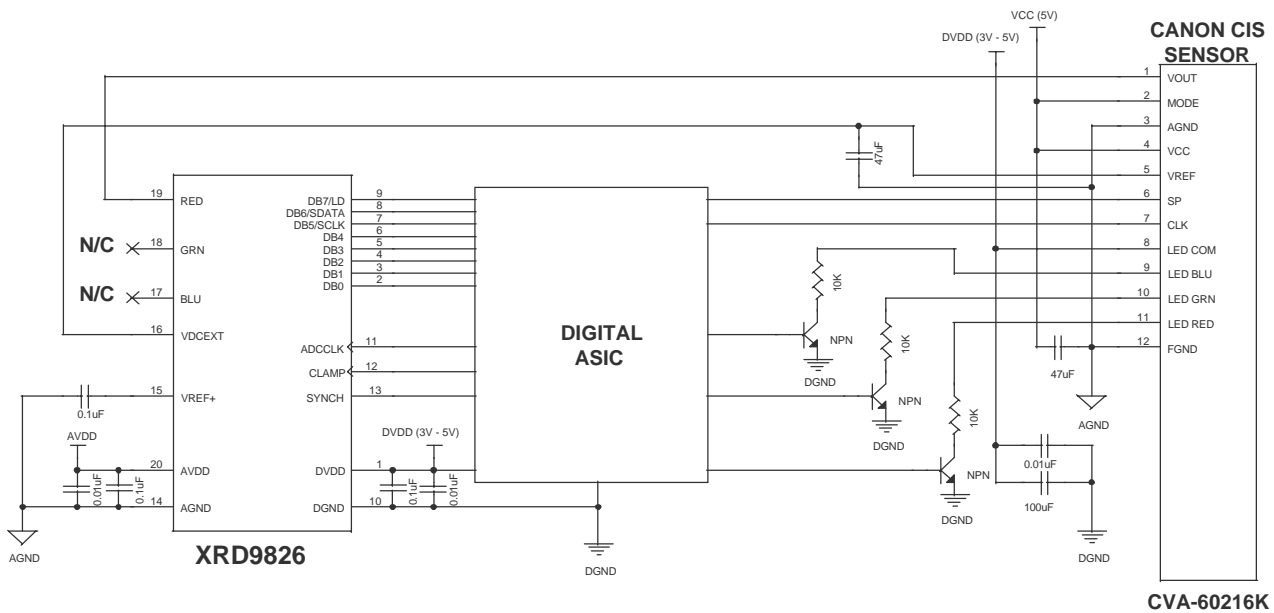 VCC (5V)
DVDD (3V - 5V)
CANON CIS
SENSOR
1
VOUT
2
MODE
3
AGND
4
VCC
5
VREF
6
SP
7
CLK
8
LED COM
9
LED BLU
10
LED GRN
11
LED RED
12
FGND
CVA-60216K
47uF
19
RED
N/C
18
GRN
N/C
17
BLU
16
VDCEXT
15
VREF+
0.1uF
AVDD
20
AVDD
0.01uF
0.1uF
14
AGND
AGND
DB7/LD
9
DB6/SDATA
8
DB5/SCLK
7
DB4
6
DB3
5
DB2
4
DB1
3
DB0
2
ADCCLK
11
CLAMP
12
SYNCH
13
DVDD (3V - 5V)
DVDD
1
0.1uF
0.01uF
DGND
10
XRD9826
DIGITAL
ASIC
DGND
10K
NPN
DGND
10K
NPN
DGND
10K
NPN
DGND
47uF
AGND
0.01uF
100uF
DGND